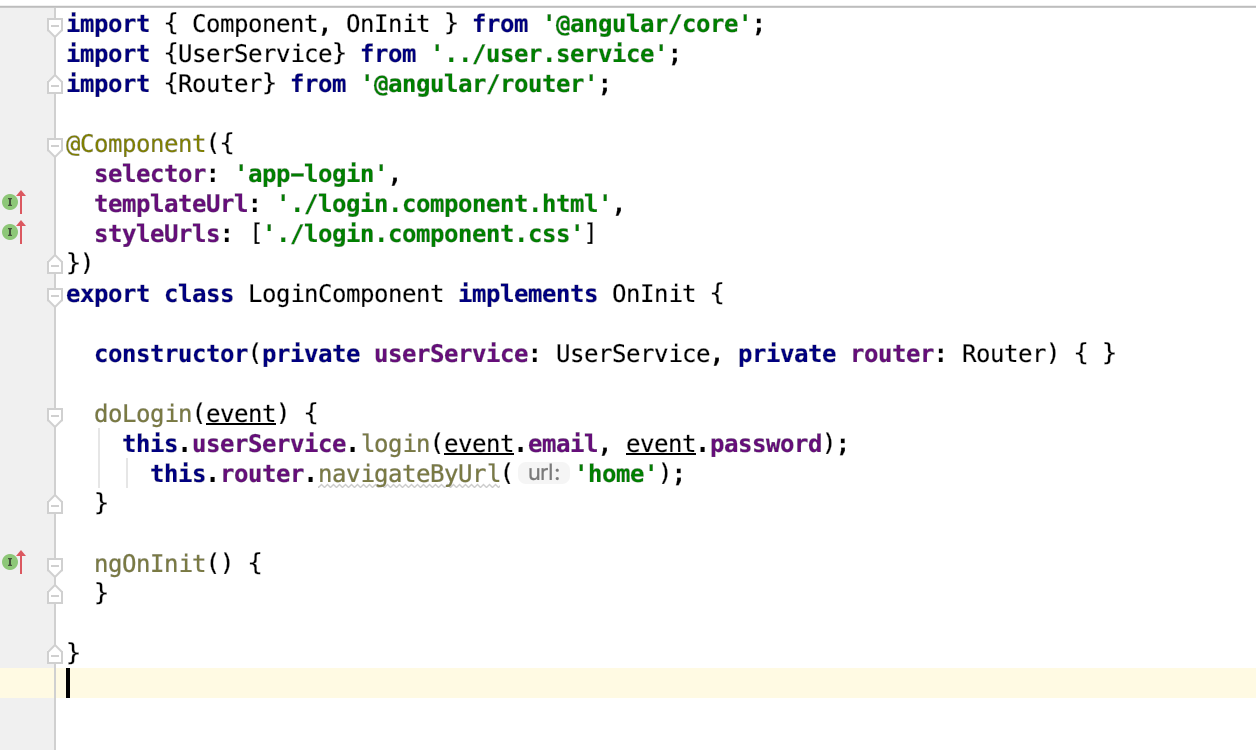 import { Component, OnInit } from '@angular/core';
import {UserService} from '../user.service';
import {Router} from '@angular/router';

@Component({
  selector: 'app-login',
  templateUrl: './login.component.html',
  styleUrls: ['./login.component.css']
})
export class LoginComponent implements OnInit {

  constructor(private userService: UserService, private router: Router) { }

  doLogin(event) {
    this.userService.login(event.email, event.password);
      this.router.navigateByUrl( url: 'home');
  }

  ngOnInit() {
  }

}